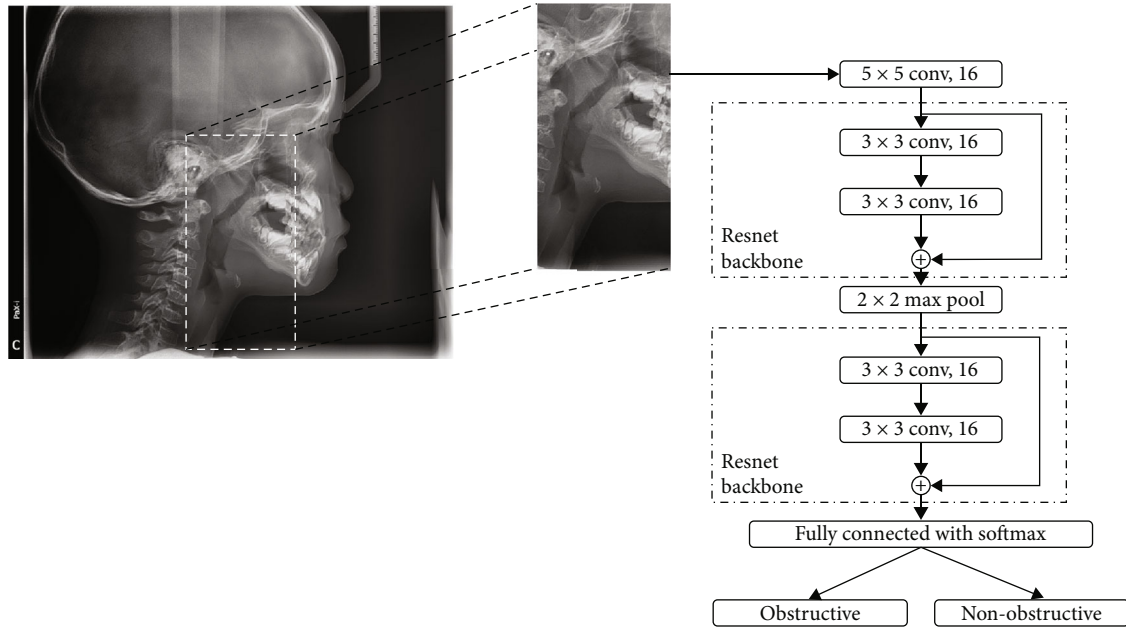 PaX-i
C
5 × 5 conv, 16
3 × 3 conv, 16
3 × 3 conv, 16
Resnet
backbone
2 × 2 max pool
3 × 3 conv, 16
3 × 3 conv, 16
Resnet
backbone
Fully connected with softmax
Obstructive
Non-obstructive